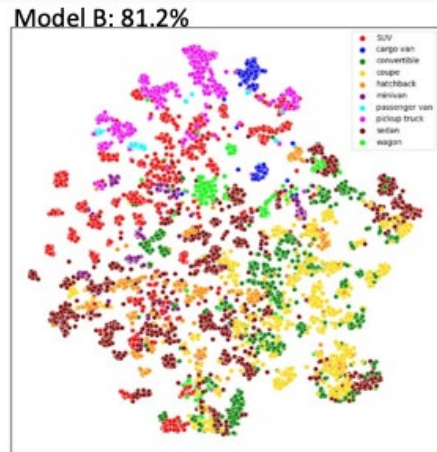 Model B: 81.2%
SUV
cargo van
convertible
coupe
hatchback
minivan
passenger van
pickup truck
sedan
wagon